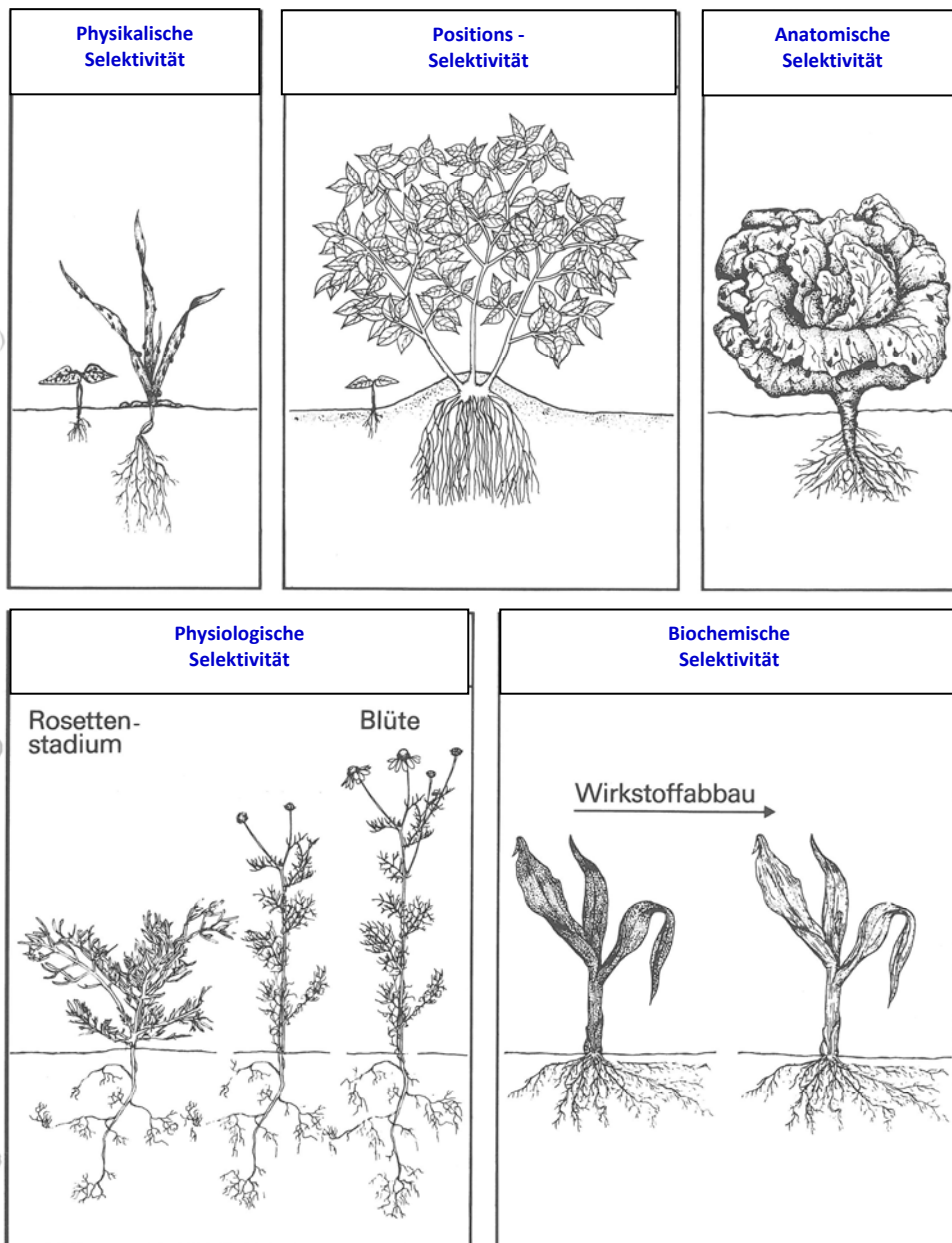 Physikalische
Selektivität
Positions -
Selektivität
Anatomische
Selektivität
Physiologische
Selektivität
Biochemische
Selektivität
Rosetten-
stadium
Blüte
Wirkstoffabbau